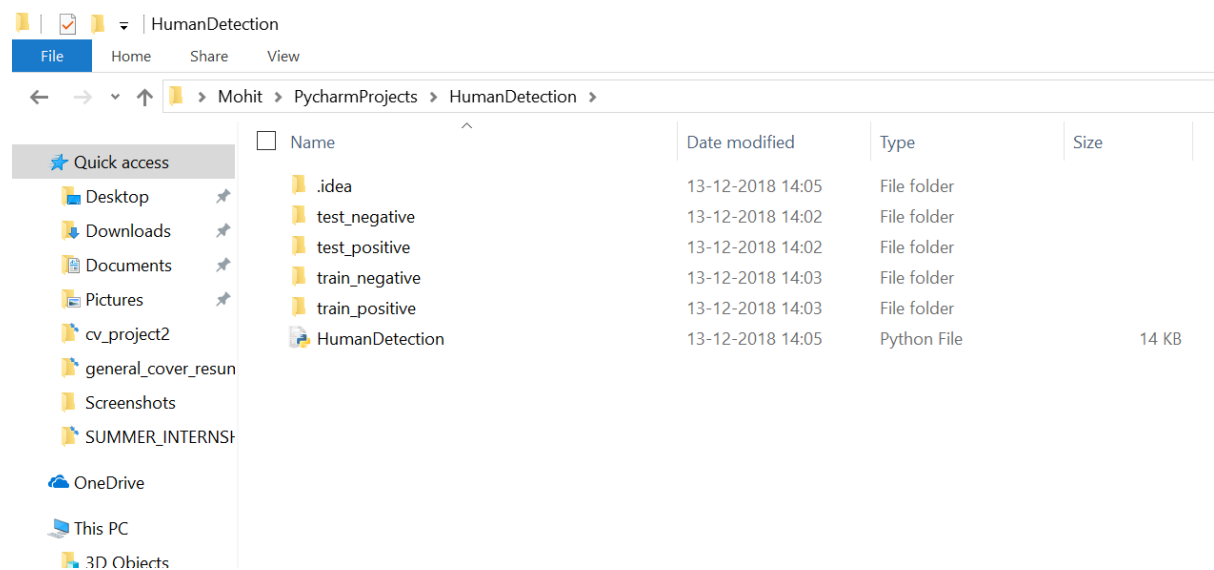 HumanDetection
File Home Share View
Mohit PycharmProjects HumanDetection
Name Date modified Type Size
Quick access
Desktop
Downloads
Documents
Pictures
cv_project2
general_cover_resun
Screenshots
SUMMER_INTERNSH
OneDrive
This PC
3D Objects
.idea 13-12-2018 14:05 File folder
test_negative 13-12-2018 14:02 File folder
test_positive 13-12-2018 14:02 File folder
train_negative 13-12-2018 14:03 File folder
train_positive 13-12-2018 14:03 File folder
HumanDetection 13-12-2018 14:05 Python File 14 KB